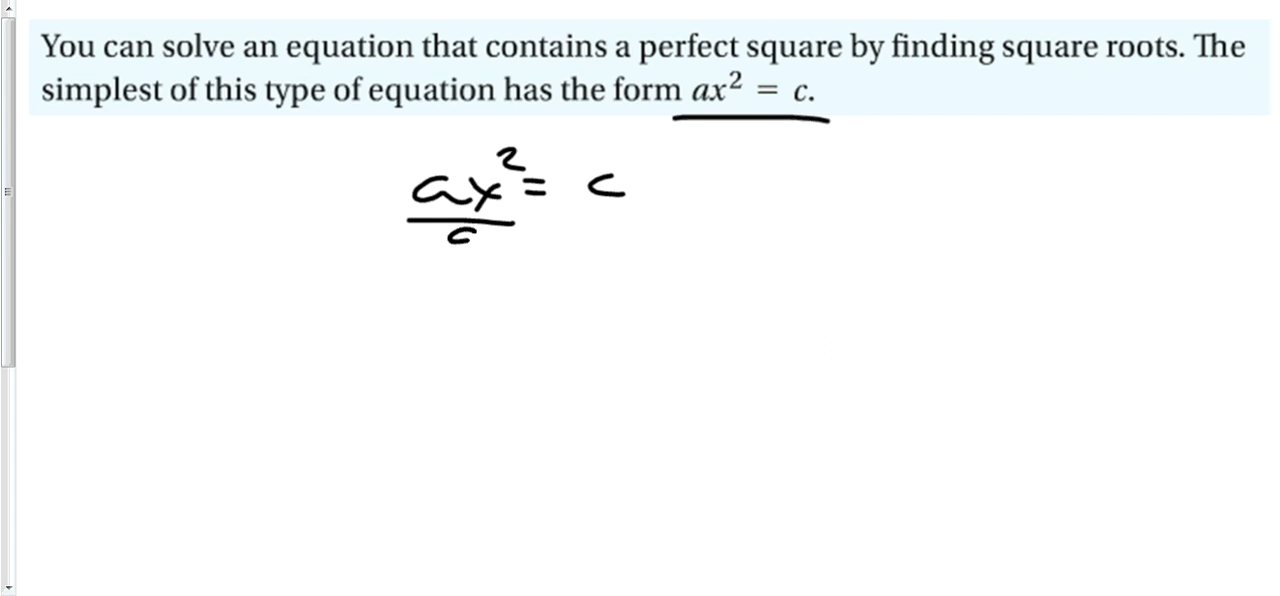 You can solve an equation that contains a perfect square by finding square roots. The
simplest of this type of equation has the form ax² = c.
ax² = c
c